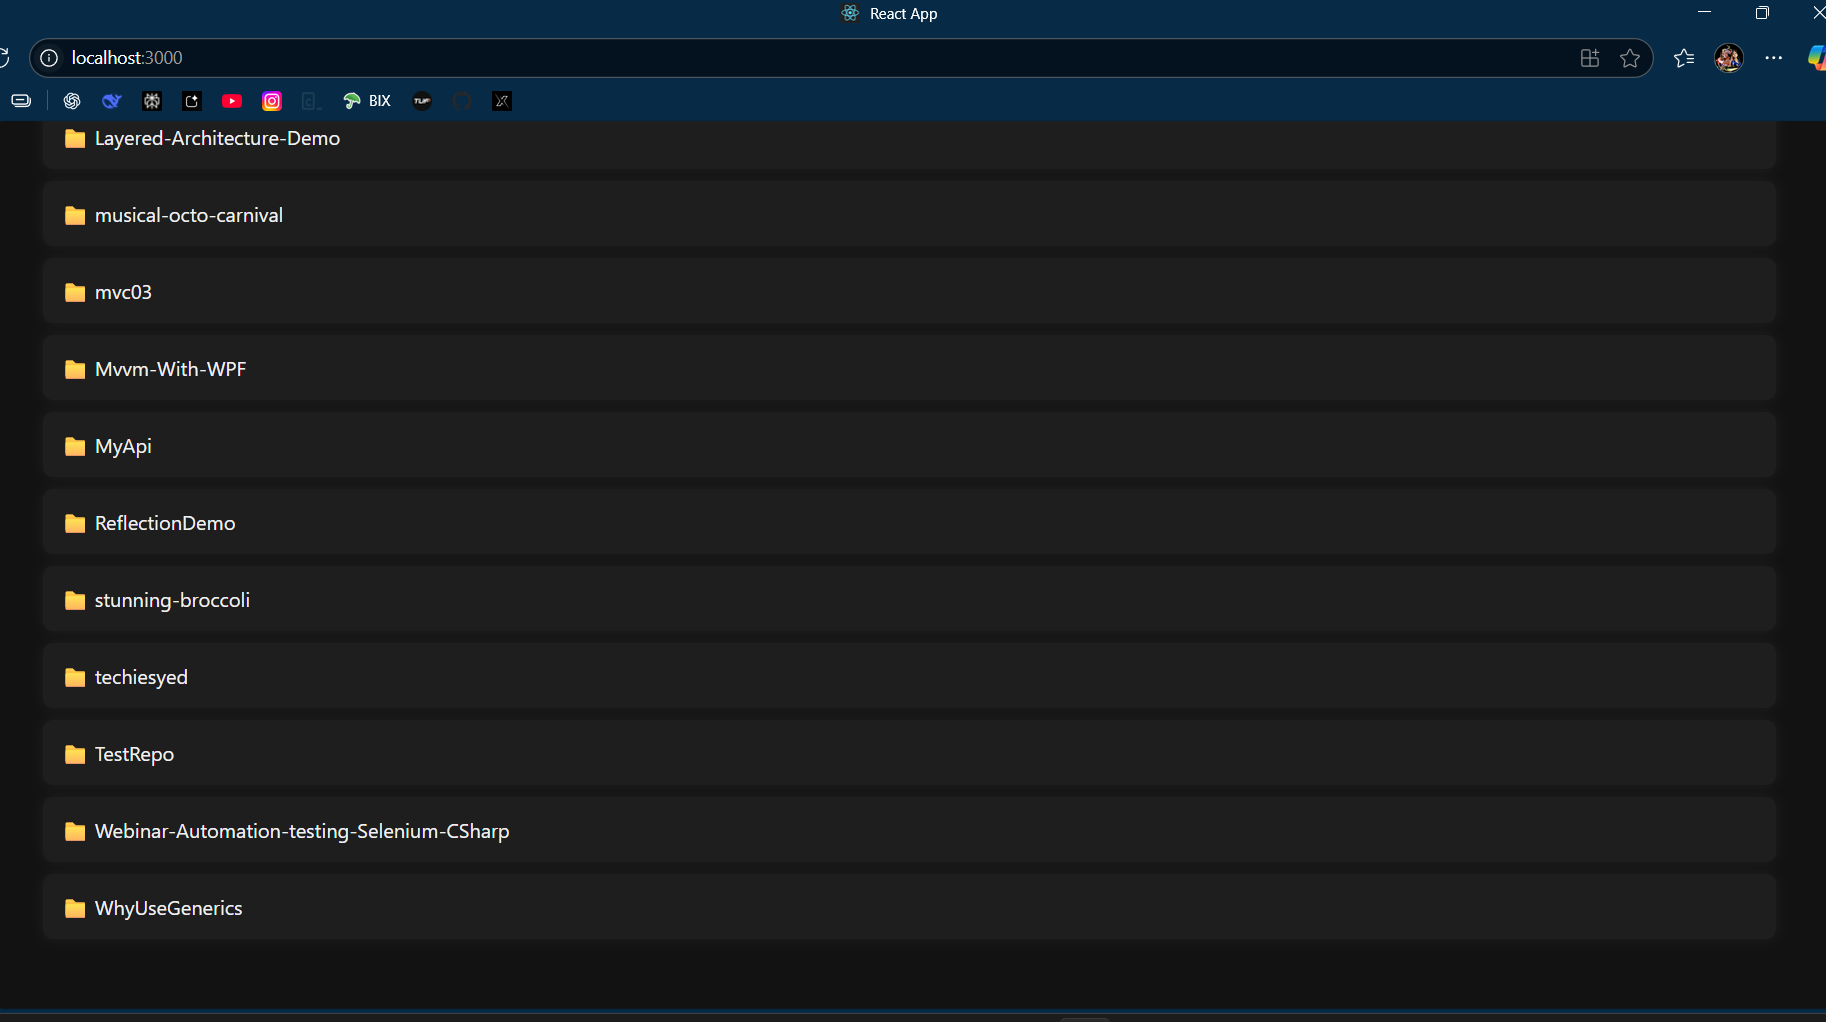 React App
localhost:3000
BIX
TUF
Layered-Architecture-Demo
musical-octo-carnival
mvc03
Mvvm-With-WPF
MyApi
ReflectionDemo
stunning-broccoli
techiesyed
TestRepo
Webinar-Automation-testing-Selenium-CSharp
WhyUseGenerics